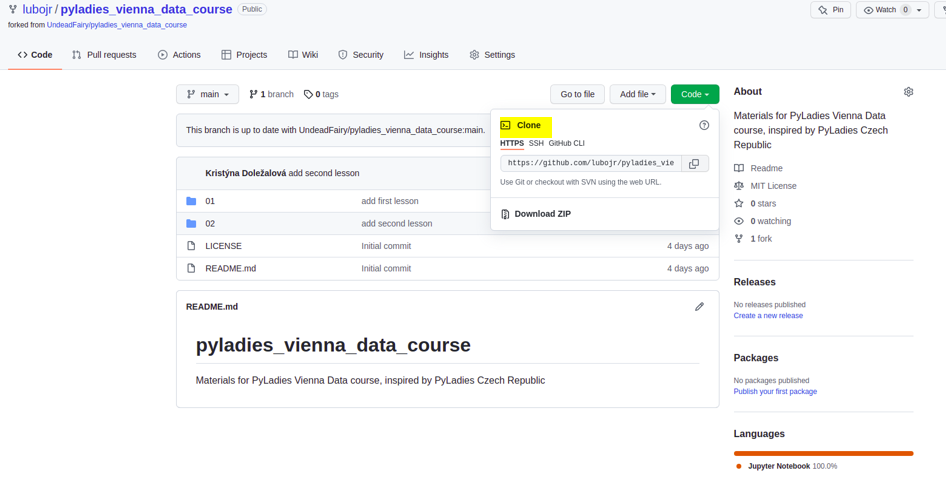 lubojr / pyladies_vienna_data_course Public
Pin
Watch 0
forked from UndeadFairy/pyladies_vienna_data_course
Code
Pull requests
Actions
Projects
Wiki
Security
Insights
Settings
main
1 branch
0 tags
Go to file
Add file
Code
This branch is up to date with UndeadFairy/pyladies_vienna_data_course:main.
Clone
HTTPS SSH GitHub CLI
https://github.com/lubojr/pyladies_vie
Use Git or checkout with SVN using the web URL.
Download ZIP
Kristýna Doležalová add second lesson
01 add first lesson
02 add second lesson
LICENSE Initial commit 4 days ago
README.md Initial commit 4 days ago
README.md
pyladies_vienna_data_course
Materials for PyLadies Vienna Data course, inspired by PyLadies Czech Republic
About
Materials for PyLadies Vienna Data
course, inspired by PyLadies Czech
Republic
Readme
MIT License
0 stars
0 watching
1 fork
Releases
No releases published
Create a new release
Packages
No packages published
Publish your first package
Languages
Jupyter Notebook 100.0%